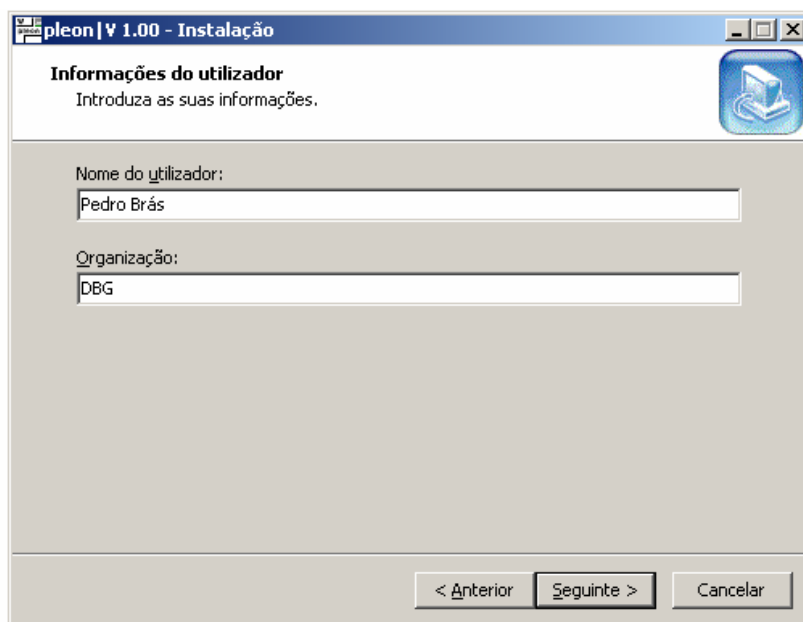 pleon|V 1.00 - Instalação
Informações do utilizador
Introduza as suas informações.
Nome do utilizador:
Pedro Brás
Organização:
DBG
< Anterior
Seguinte >
Cancelar